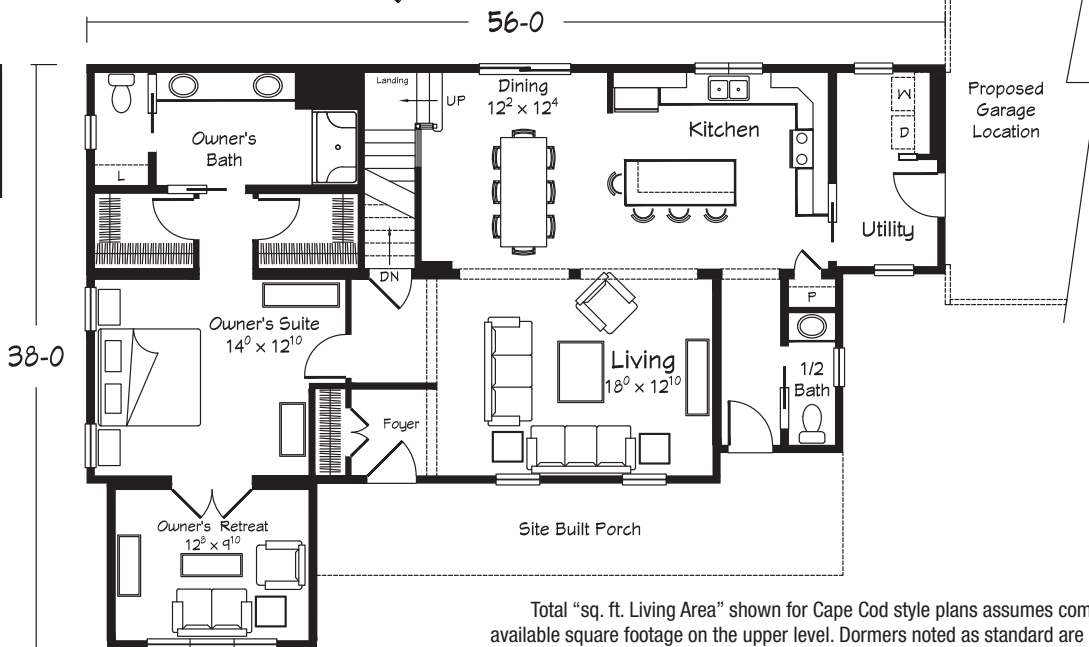 56-0
38-0
Landing
UP
Dining
12² × 12⁴
Kitchen
W
D
Proposed
Garage
Location
Owner's
Bath
L
Utility
DN
P
Owner's Suite
14⁰ × 12¹⁰
Living
18⁰ × 12¹⁰
1/2
Bath
Foyer
Owner's Retreat
12⁸ × 9¹⁰
Site Built Porch
Total “sq. ft. Living Area” shown for Cape Cod style plans assumes com
available square footage on the upper level. Dormers noted as standard are